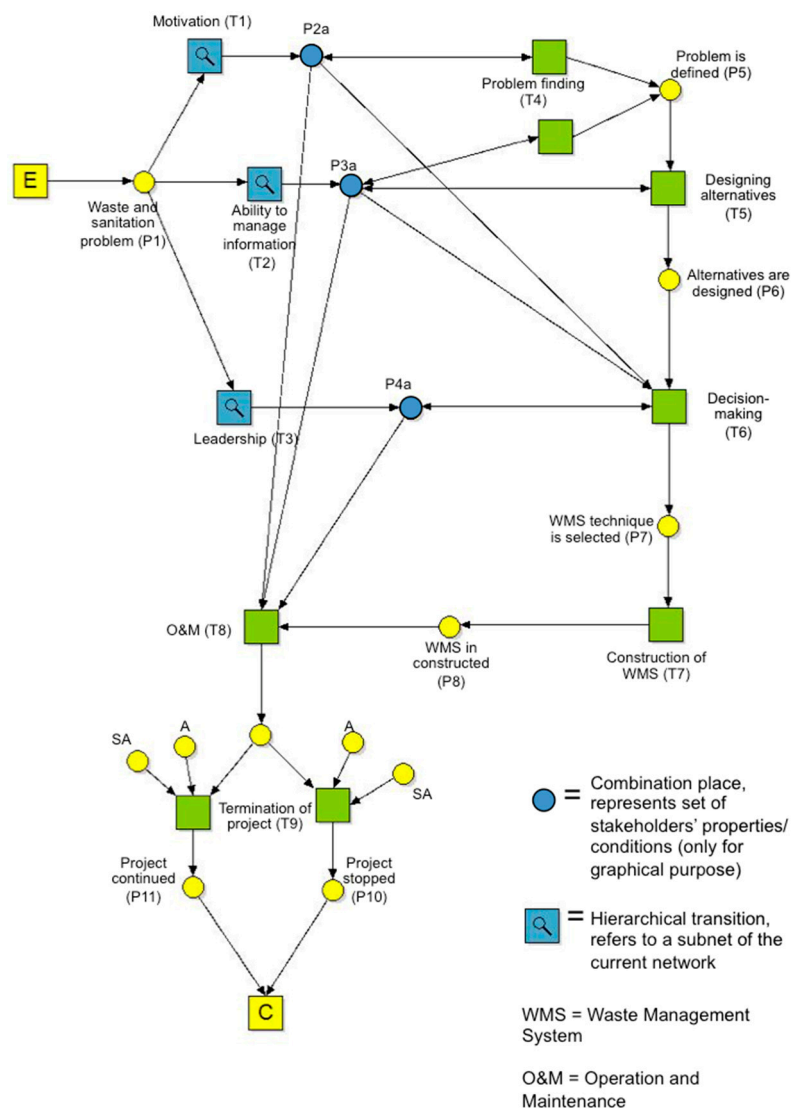 Motivation (T1)
P2a
Problem is
defined (P5)
Problem finding
(T4)
E
P3a
Waste and
sanitation
problem (P1)
Ability to
manage
information
(T2)
Designing
alternatives
(T5)
Alternatives are
designed (P6)
P4a
Leadership (T3)
Decision-
making
(T6)
WMS technique
is selected (P7)
O&M (T8)
WMS in
constructed
(P8)
Construction of
WMS (T7)
SA
A
A
SA
Termination of
project (T9)
Project
continued
(P11)
Project
stopped
(P10)
C
= Combination place,
represents set of
stakeholders' properties/
conditions (only for
graphical purpose)
= Hierarchical transition,
refers to a subnet of the
current network
WMS = Waste Management
System
O&M = Operation and
Maintenance